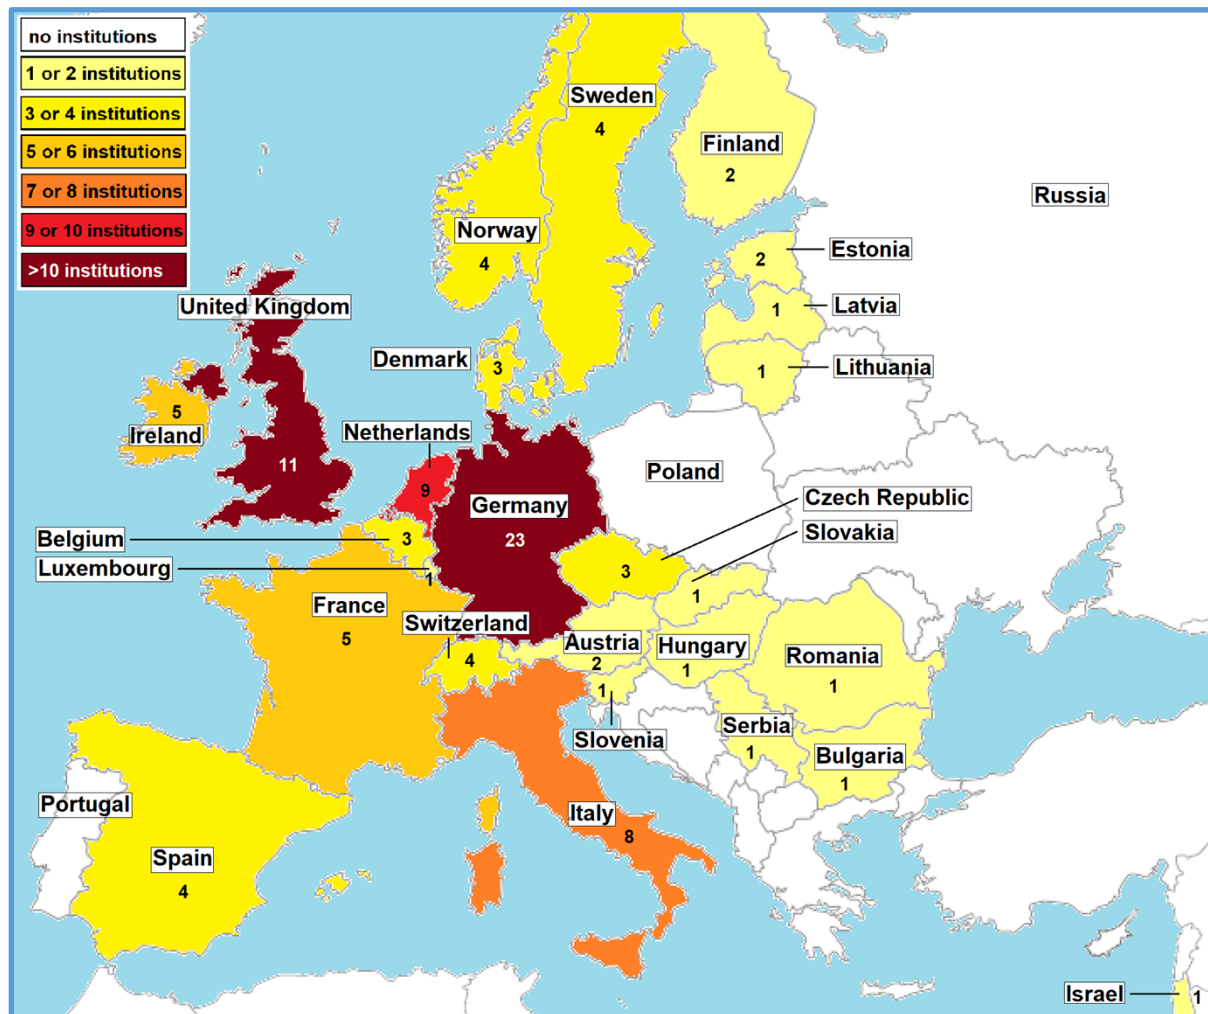 no institutions
1 or 2 institutions
3 or 4 institutions
5 or 6 institutions
7 or 8 institutions
9 or 10 institutions
>10 institutions
Sweden
4
Finland
2
Russia
Norway
4
Estonia
2
Latvia
1
Lithuania
1
United Kingdom
11
Denmark
3
5
Ireland
Netherlands
9
Germany
23
Poland
Czech Republic
3
Slovakia
1
Belgium
3
Luxembourg
1
France
5
Switzerland
4
Austria
2
Hungary
1
Romania
1
1
Slovenia
Serbia
1
Bulgaria
1
Portugal
Spain
4
Italy
8
Israel
1